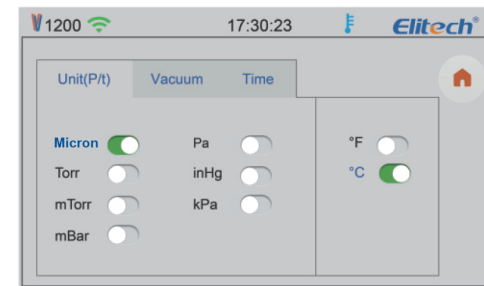 V1200 17:30:23 Elitech®
Unit(P/t) Vacuum Time
Micron Pa °F
Torr inHg °C
mTorr kPa
mBar